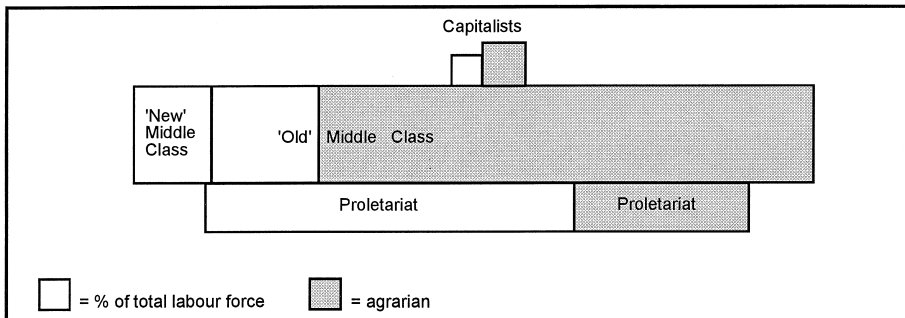 Capitalists
'New'
Middle
Class
'Old' Middle Class
Proletariat
Proletariat
= % of total labour force
= agrarian